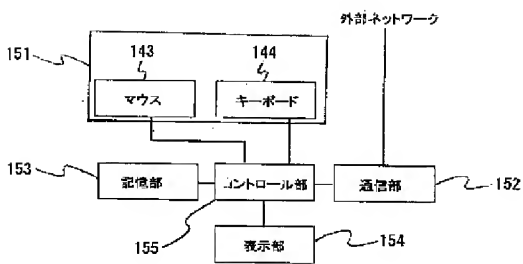 外部ネットワーク
151
143
144
マウス
キーボード
153
記憶部
コントロール部
通信部
152
155
表示部
154